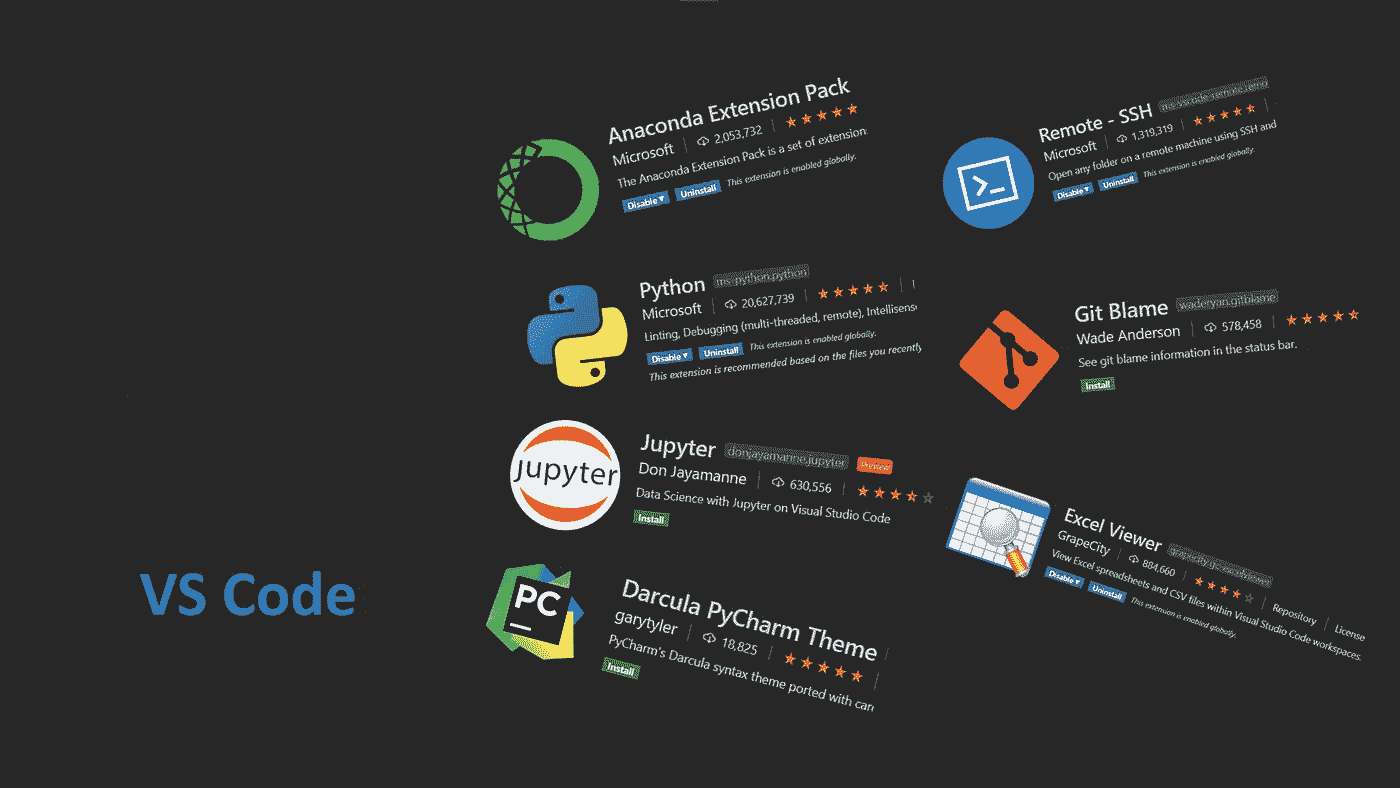 Anaconda Extension Pack
Microsoft | 2,053,732
The Anaconda Extension Pack is a set of extension
Disable Uninstall This extension is enabled globally.
Remote - SSH
Microsoft | 1,319,319
Open any folder on a remote machine using SSH and
Disable Uninstall This extension is enabled globally.
Python ms-python.python
Microsoft | 20,627,739
Linting, Debugging (multi-threaded, remote), Intellisens
Disable Uninstall This extension is enabled globally.
This extension is recommended based on the files you recently
Git Blame waderyan.gitblame
Wade Anderson | 578,458
See git blame information in the status bar.
Install
jupyter
Jupyter donjayamanne.jupyter Preview
Don Jayamanne | 630,556
Data Science with Jupyter on Visual Studio Code
Install
Excel Viewer
GrapeCity | 884,660 | Repository | License
View Excel spreadsheets and CSV files within Visual Studio Code workspaces.
Disable Uninstall This extension is enabled globally.
VS Code
PC
Darcula PyCharm Theme
garytyler | 18,825
PyCharm's Darcula syntax theme ported with care
Install